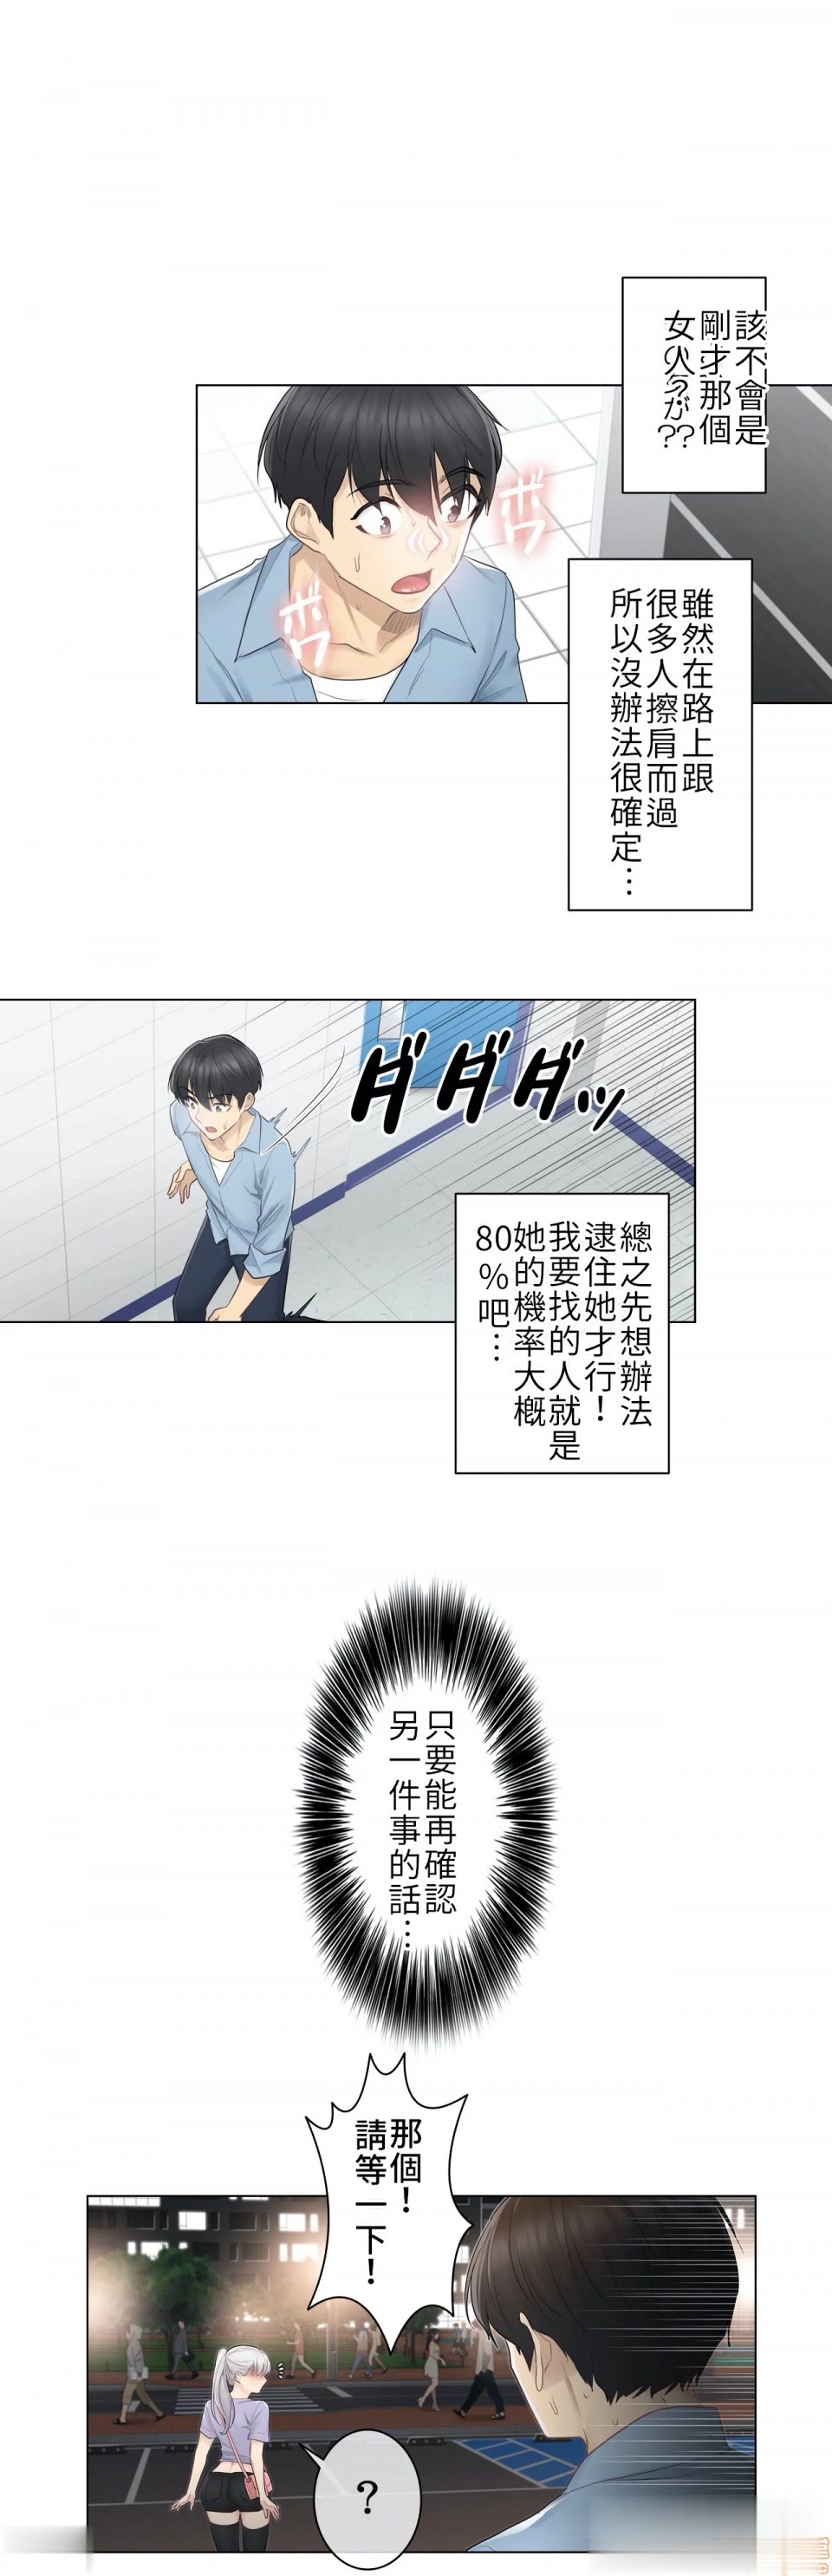 該不會是
剛才那個
女人？
??
雖然在路上跟
很多人擦肩而過
所以沒辦法很確定…
ボウ
ボウ
ダダダッ
總之先想辦法
逮住她才行！
我要找的人就是
她的機率大概
80%吧…
只要能再確認
另一件事的話…
那個！
請等一下！
？